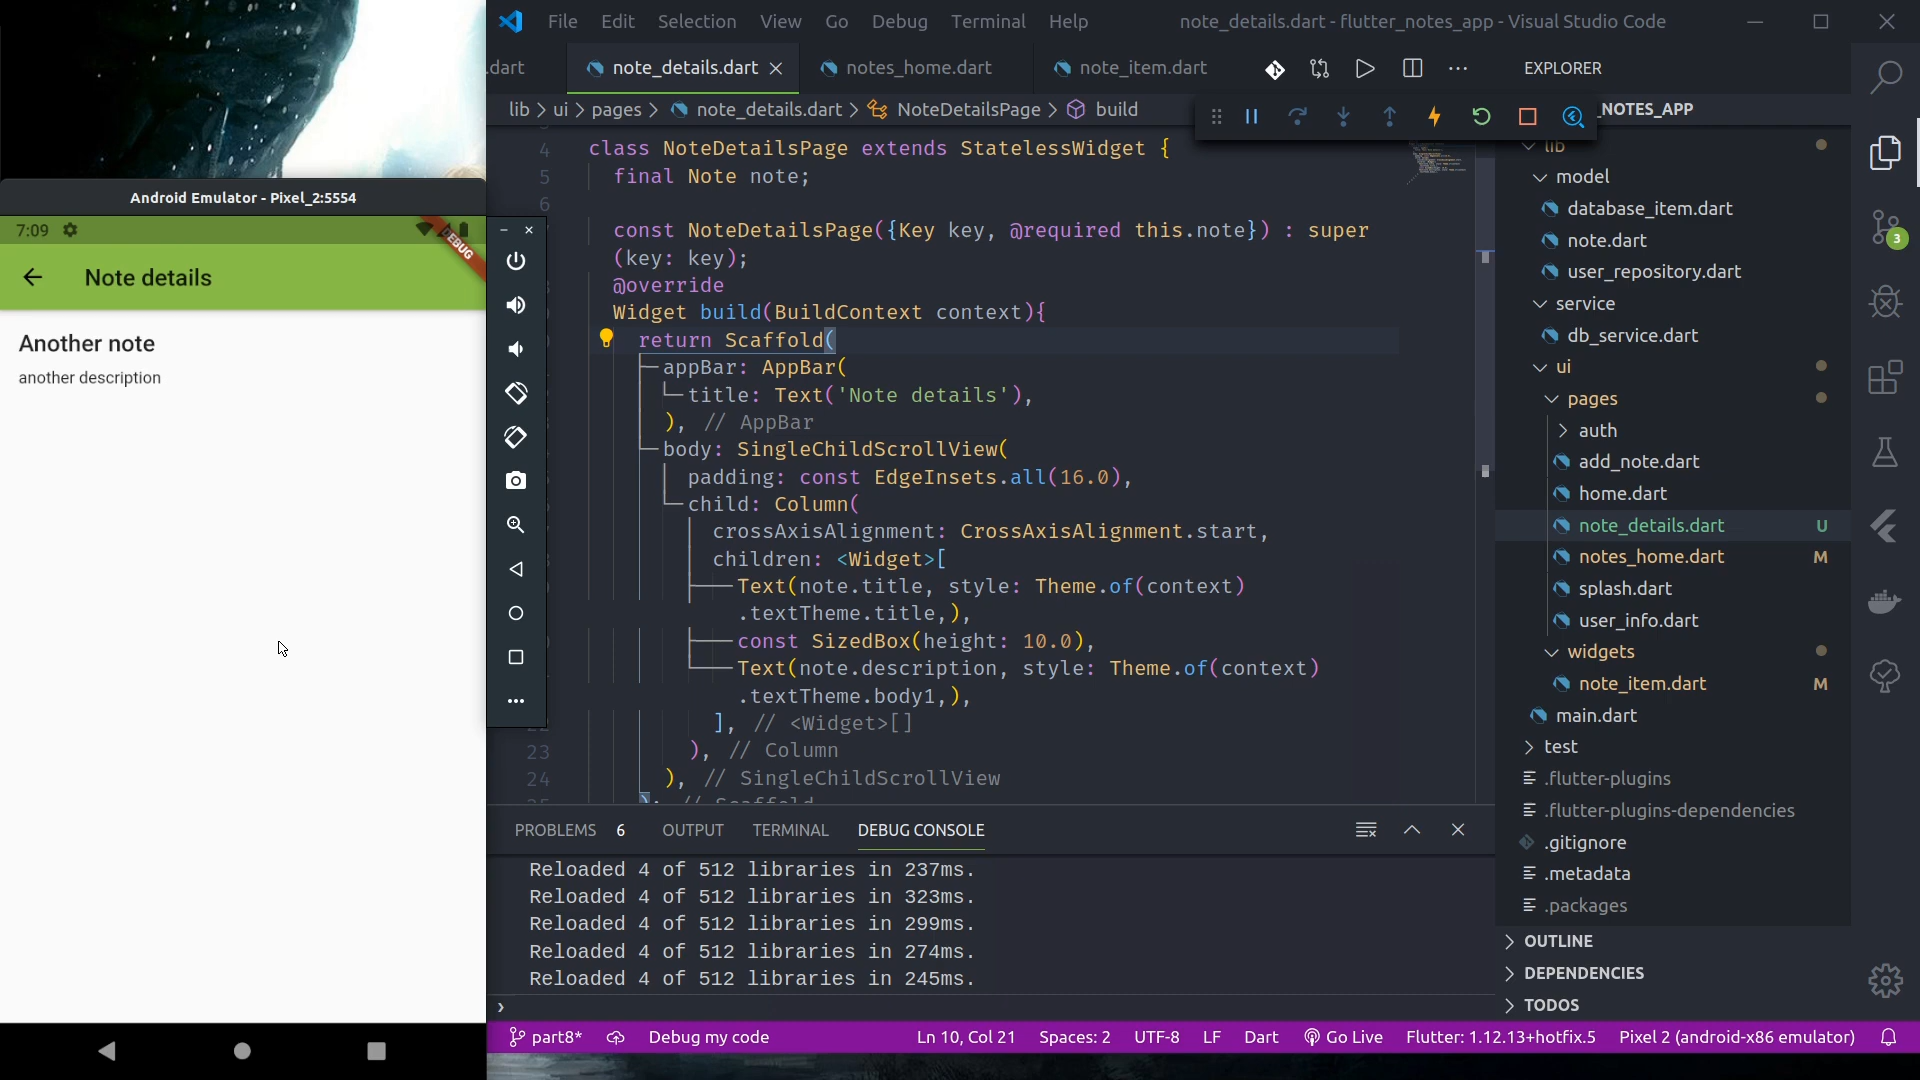 File Edit Selection View Go Debug Terminal Help
note_details.dart - flutter_notes_app - Visual Studio Code
.dart
note_details.dart
notes_home.dart
note_item.dart
EXPLORER
lib > ui > pages > note_details.dart > NoteDetailsPage > build
_NOTES_APP
4 class NoteDetailsPage extends StatelessWidget {
5 final Note note;
6
const NoteDetailsPage({Key key, @required this.note}) : super
(key: key);
@override
Widget build(BuildContext context){
return Scaffold(
appBar: AppBar(
title: Text('Note details'),
), // AppBar
body: SingleChildScrollView(
padding: const EdgeInsets.all(16.0),
child: Column(
crossAxisAlignment: CrossAxisAlignment.start,
children: <Widget>[
Text(note.title, style: Theme.of(context)
.textTheme.title,),
const SizedBox(height: 10.0),
Text(note.description, style: Theme.of(context)
.textTheme.body1,),
], // <Widget>[]
23 ), // Column
24 ), // SingleChildScrollView
); // Scaffold
Android Emulator - Pixel_2:5554
7:09
DEBUG
Note details
Another note
another description
lib
model
database_item.dart
note.dart
user_repository.dart
service
db_service.dart
ui
pages
auth
add_note.dart
home.dart
note_details.dart U
notes_home.dart M
splash.dart
user_info.dart
widgets
note_item.dart M
main.dart
test
.flutter-plugins
.flutter-plugins-dependencies
.gitignore
.metadata
.packages
OUTLINE
DEPENDENCIES
TODOS
3
PROBLEMS 6 OUTPUT TERMINAL DEBUG CONSOLE
Reloaded 4 of 512 libraries in 237ms.
Reloaded 4 of 512 libraries in 323ms.
Reloaded 4 of 512 libraries in 299ms.
Reloaded 4 of 512 libraries in 274ms.
Reloaded 4 of 512 libraries in 245ms.
part8* Debug my code Ln 10, Col 21 Spaces: 2 UTF-8 LF Dart Go Live Flutter: 1.12.13+hotfix.5 Pixel 2 (android-x86 emulator)